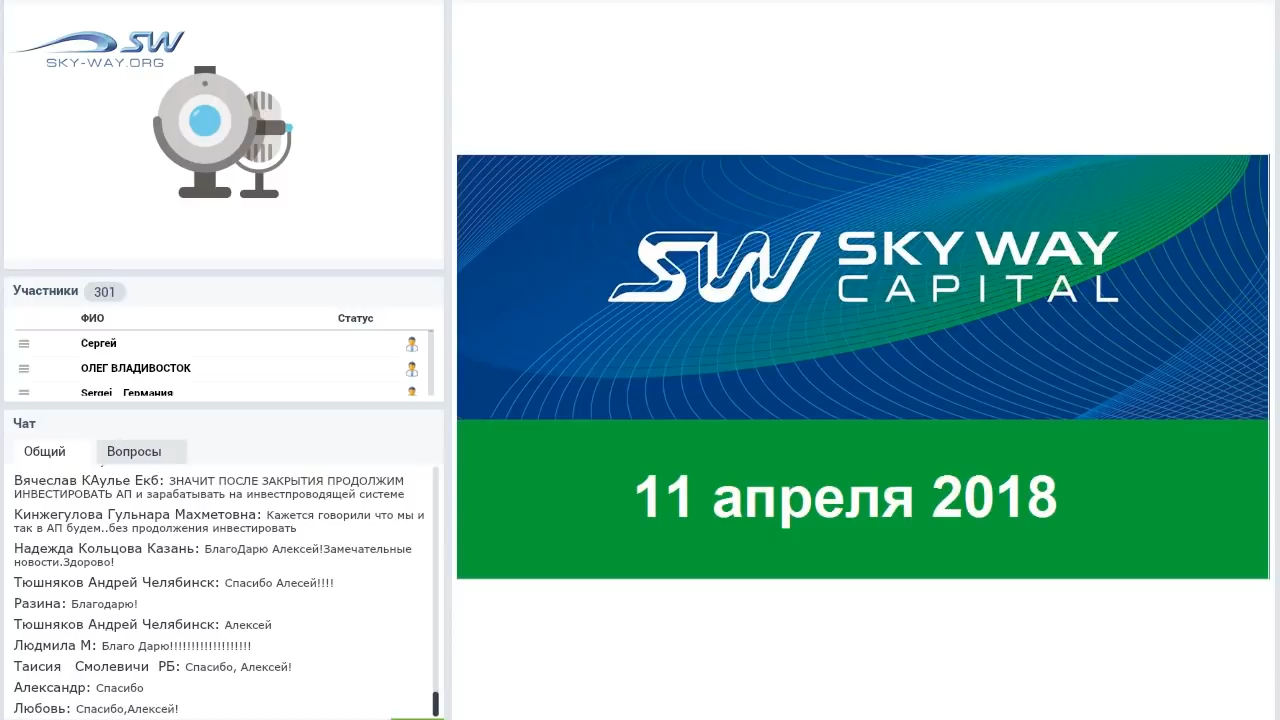 SW
SKY-WAY.ORG
Участники 301
ФИО Статус
Сергей
ОЛЕГ ВЛАДИВОСТОК
Sergei Германия
Чат
Общий Вопросы
Вячеслав КАулье Екб: ЗНАЧИТ ПОСЛЕ ЗАКРЫТИЯ ПРОДОЛЖИМ
ИНВЕСТИРОВАТЬ АП и зарабатывать на инвестпроводящей системе
Кинжегулова Гульнара Махметовна: Кажется говорили что мы и
так в АП будем..без продолжения инвестировать
Надежда Кольцова Казань: БлагоДарю Алексей!Замечательные
новости.Здорово!
Тюшняков Андрей Челябинск: Спасибо Алесей!!!!
Разина: Благодарю!
Тюшняков Андрей Челябинск: Алексей
Людмила М: Благо Дарю!!!!!!!!!!!!!!!!!!!
Таисия Смолевичи РБ: Спасибо, Алексей!
Александр: Спасибо
Любовь: Спасибо,Алексей!
SW SKY WAY
CAPITAL
11 апреля 2018